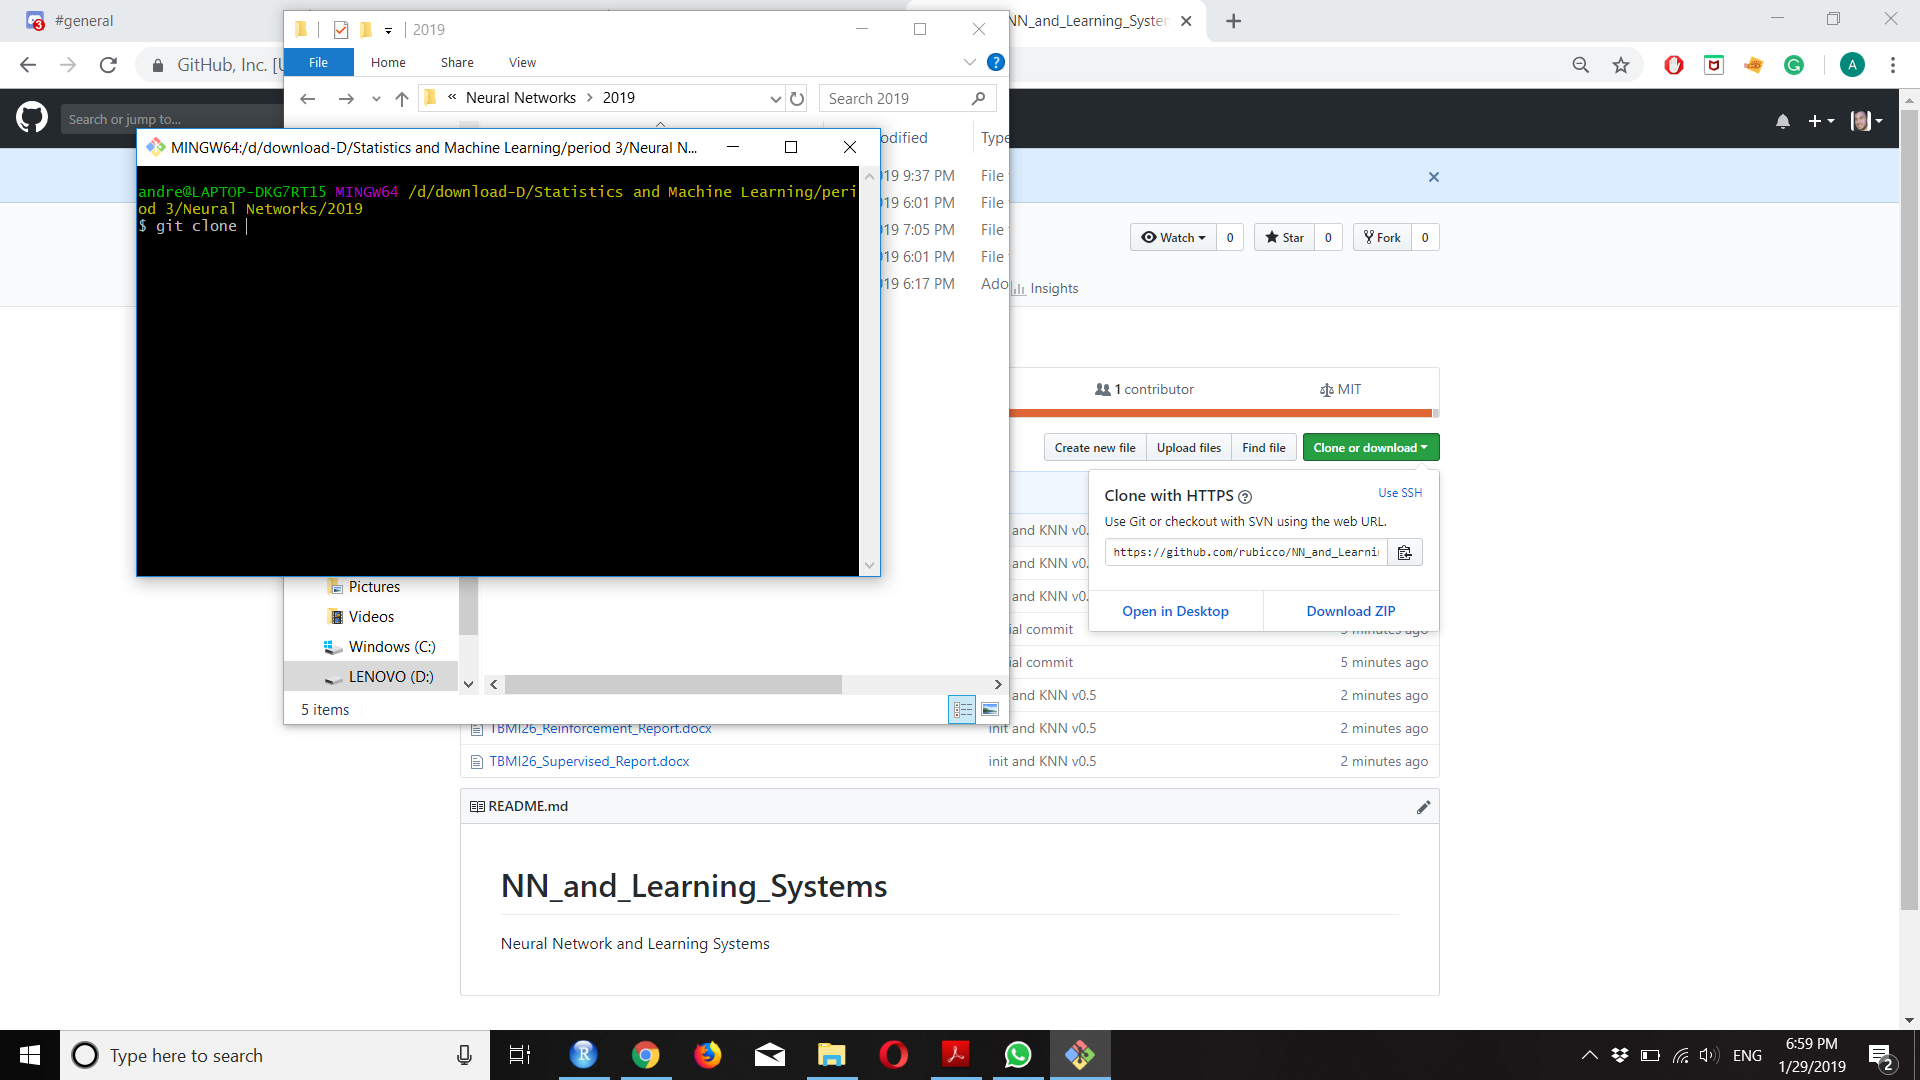 #general
2019
NN_and_Learning_System
GitHub, Inc. [U
A
File
Home
Share
View
Neural Networks > 2019
Search 2019
Search or jump to...
odified
Type
MINGW64:/d/download-D/Statistics and Machine Learning/period 3/Neural N...
andre@LAPTOP-DKG7RT15 MINGW64 /d/download-D/Statistics and Machine Learning/peri
od 3/Neural Networks/2019
$ git clone
19 9:37 PM File
19 6:01 PM File
19 7:05 PM File
19 6:01 PM File
19 6:17 PM Ado
Watch 0
Star 0
Fork 0
Insights
1 contributor
MIT
Create new file
Upload files
Find file
Clone or download
Clone with HTTPS
Use SSH
Use Git or checkout with SVN using the web URL.
https://github.com/rubicco/NN_and_Learni
Open in Desktop
Download ZIP
and KNN v0.
and KNN v0.
and KNN v0.
ial commit 5 minutes ago
ial commit 5 minutes ago
and KNN v0.5 2 minutes ago
Pictures
Videos
Windows (C:)
LENOVO (D:)
5 items
TBMI26_Reinforcement_Report.docx init and KNN v0.5 2 minutes ago
TBMI26_Supervised_Report.docx init and KNN v0.5 2 minutes ago
README.md
NN_and_Learning_Systems
Neural Network and Learning Systems
Type here to search
ENG
6:59 PM
1/29/2019
2